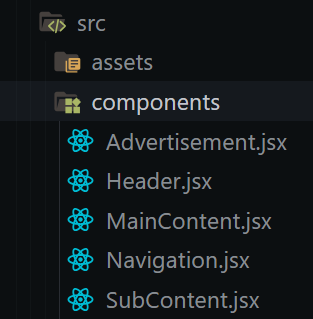 src
assets
components
Advertisement.jsx
Header.jsx
MainContent.jsx
Navigation.jsx
SubContent.jsx